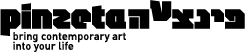 pinzeta פינצטה
bring contemporary art
into your life